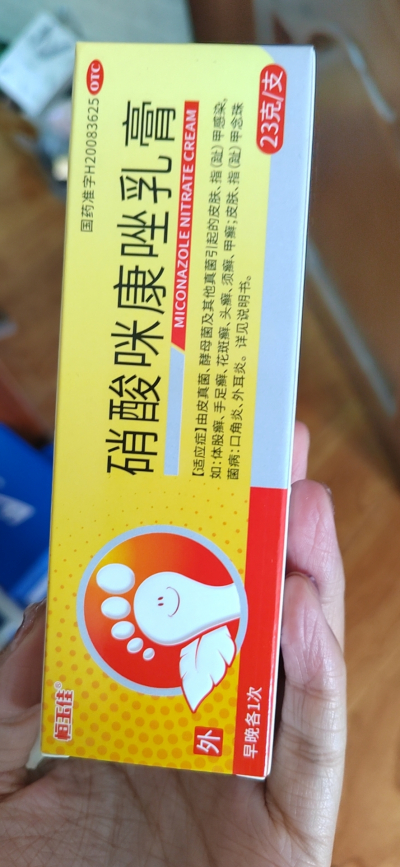 国药准字H20083625
OTC
硝酸咪康唑乳膏
MICONAZOLE NITRATE CREAM
23克/支
【适应症】由皮真菌、酵母菌及其他真菌引起的皮肤、指(趾)甲感染,
如:体股癣、手足癣、花斑癣、头癣、须癣、甲癣;皮肤、指(趾)甲念珠
菌病;口角炎、外耳炎。详见说明书。
外
早晚各1次